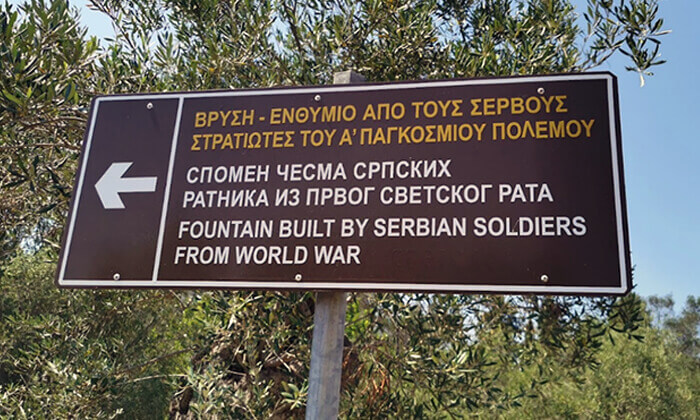 ΒΡΥΣΗ - ΕΝΘΥΜΙΟ ΑΠΟ ΤΟΥΣ ΣΕΡΒΟΥΣ
ΣΤΡΑΤΙΩΤΕΣ ΤΟΥ Α' ΠΑΓΚΟΣΜΙΟΥ ΠΟΛΕΜΟΥ
СПОМЕН ЧЕСМА СРПСКИХ
РАТНИКА ИЗ ПРВОГ СВЕТСКОГ РАТА
FOUNTAIN BUILT BY SERBIAN SOLDIERS
FROM WORLD WAR